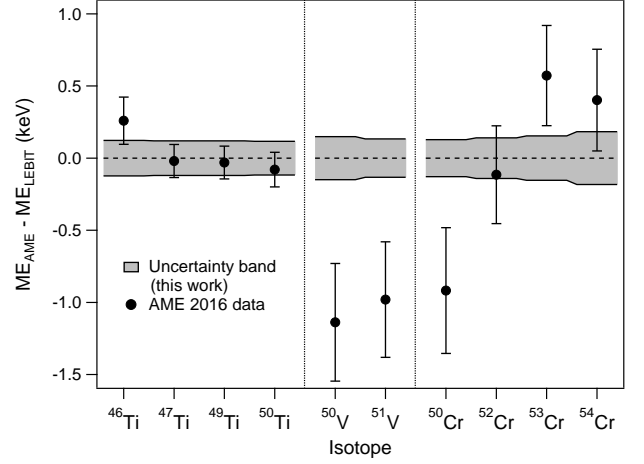 1.0
0.5
0.0
-0.5
-1.0
-1.5
ME_AME - ME_LEBIT (keV)
Uncertainty band
(this work)
AME 2016 data
⁴⁶Ti ⁴⁷Ti ⁴⁹Ti ⁵⁰Ti ⁵⁰V ⁵¹V ⁵⁰Cr ⁵²Cr ⁵³Cr ⁵⁴Cr
Isotope